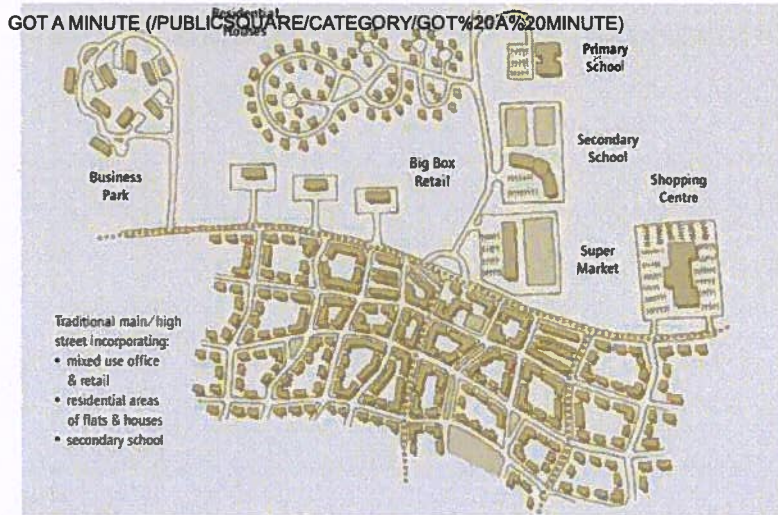 Residential
Houses
GOT A MINUTE (/PUBLICSQUARE/CATEGORY/GOT%20A%20MINUTE)
Primary
School
Secondary
School
Big Box
Retail
Business
Park
Shopping
Centre
Super
Market
Traditional main/high
street incorporating:
• mixed use office
& retail
• residential areas
of flats & houses
• secondary school